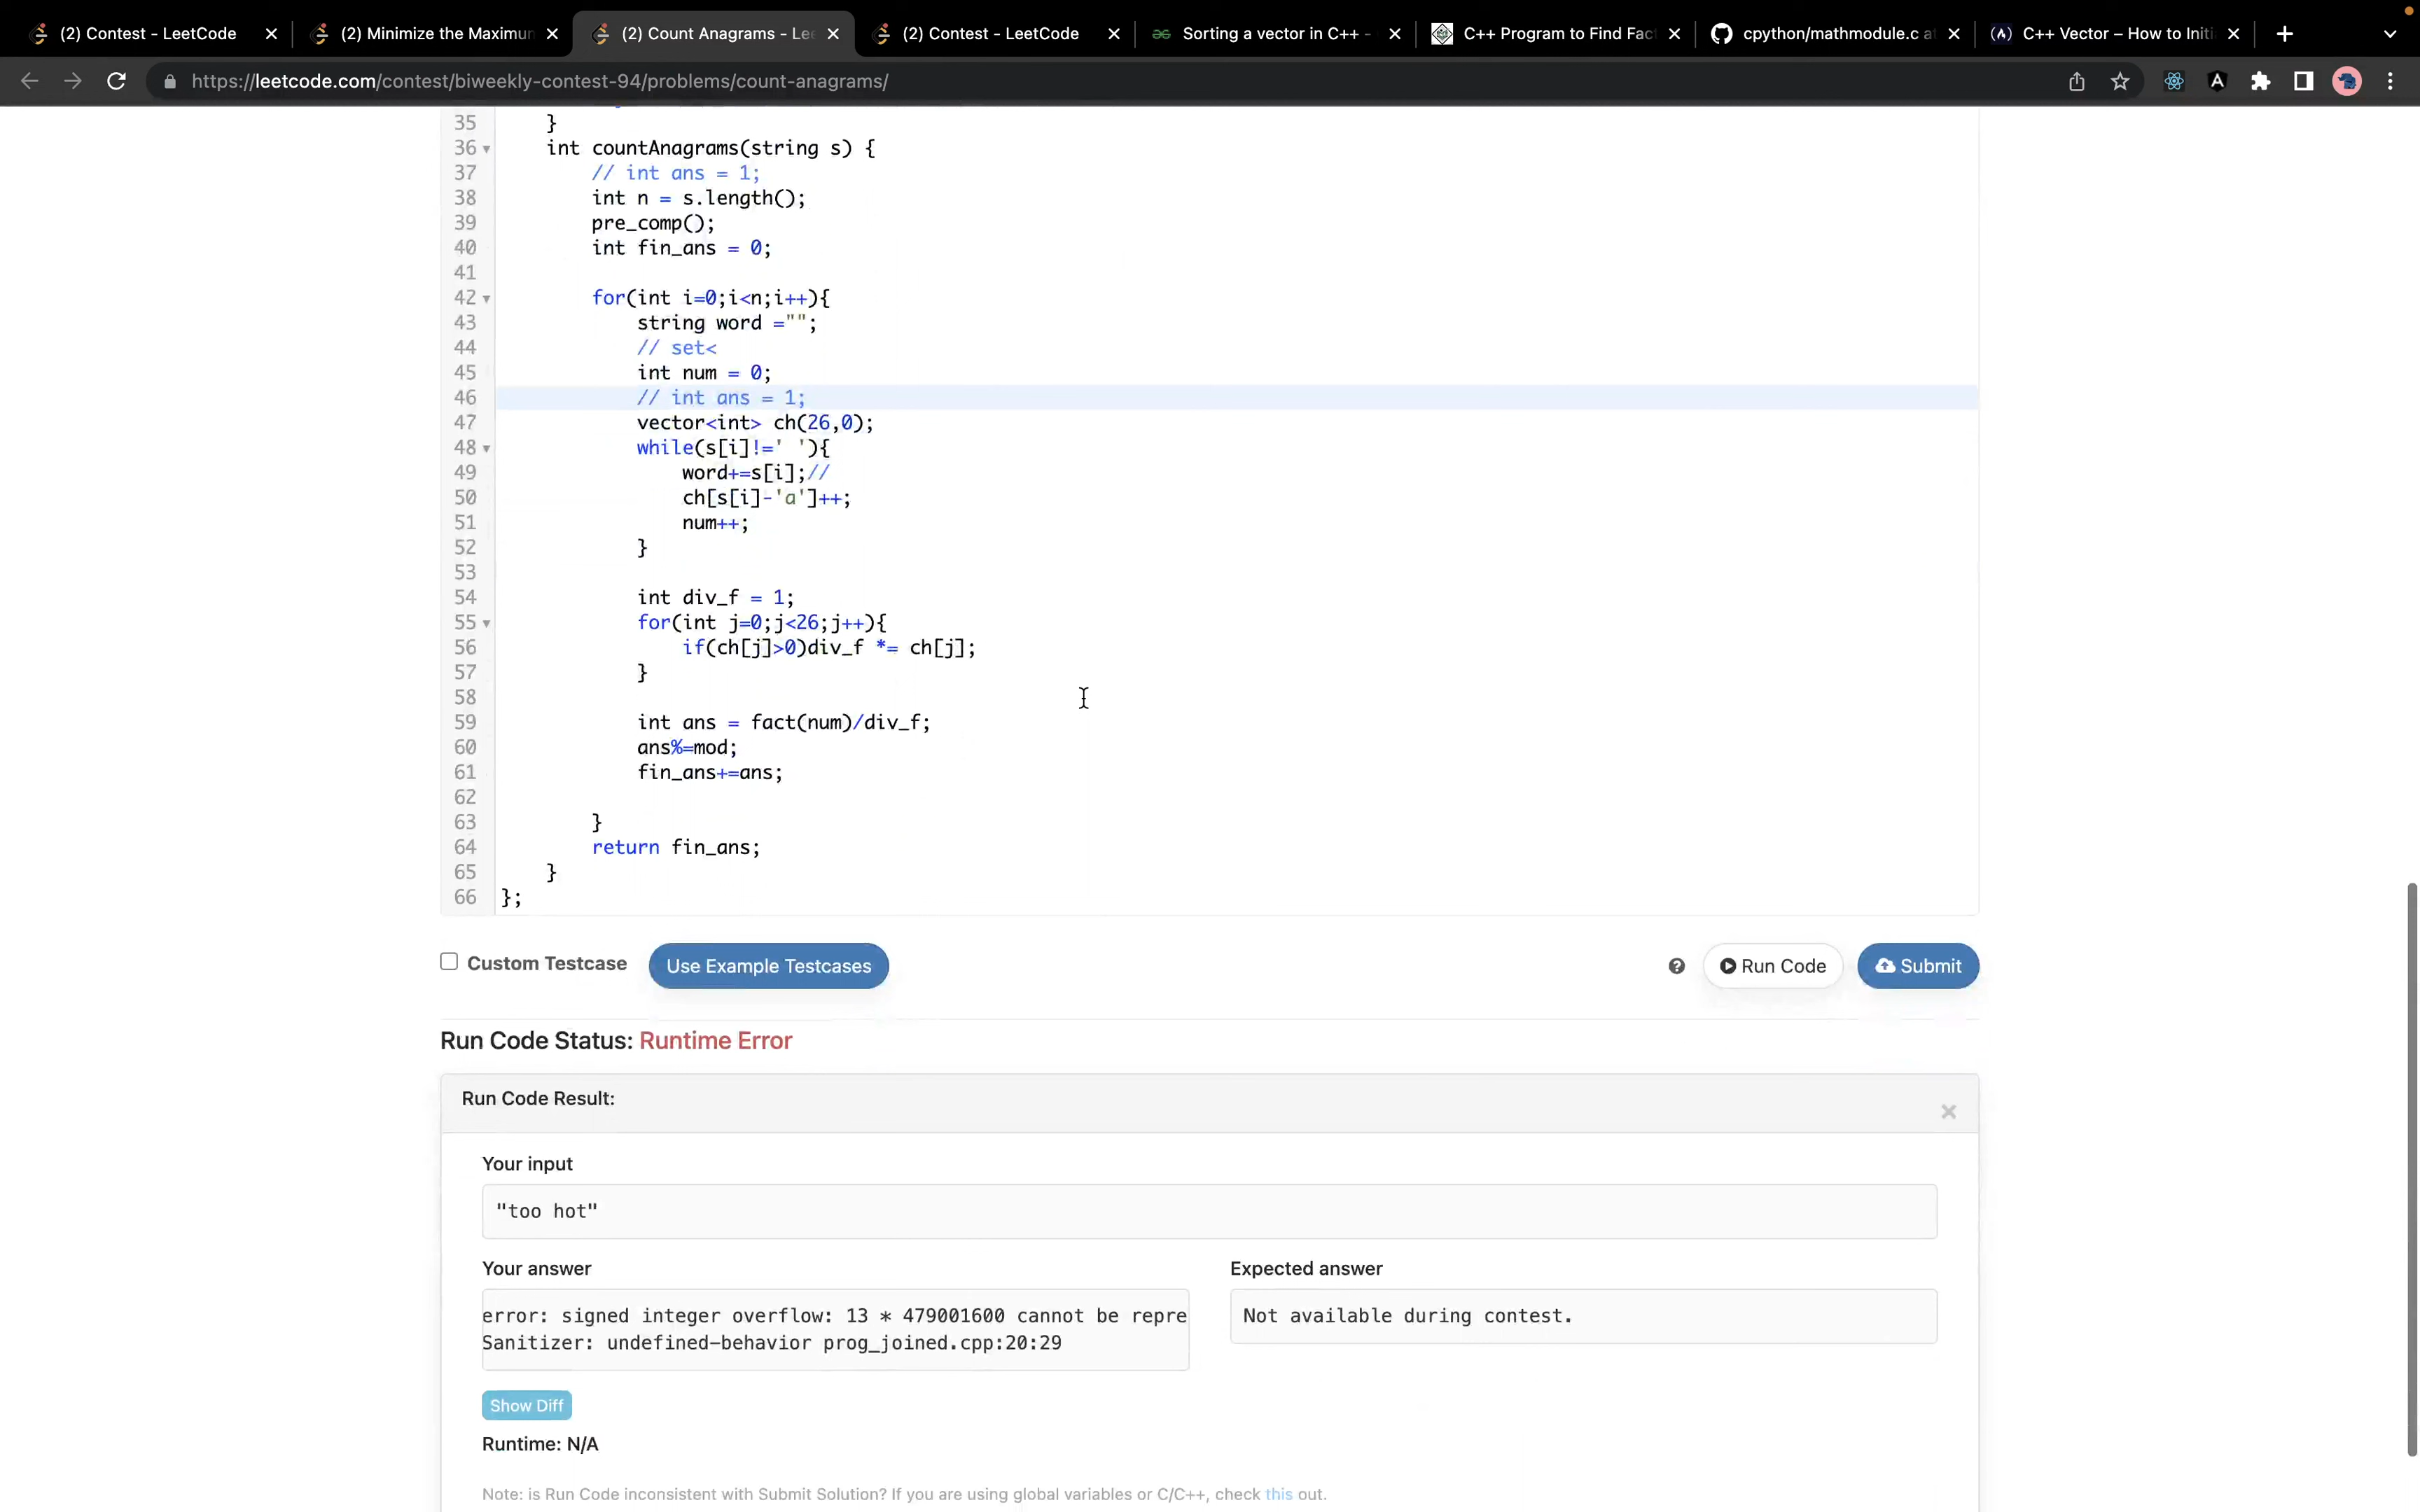 (2) Contest - LeetCode
(2) Minimize the Maximum
(2) Count Anagrams - Le
(2) Contest - LeetCode
Sorting a vector in C++ -
C++ Program to Find Fac
cpython/mathmodule.c a
C++ Vector – How to Initi
https://leetcode.com/contest/biweekly-contest-94/problems/count-anagrams/
35 }
36 int countAnagrams(string s) {
37 // int ans = 1;
38 int n = s.length();
39 pre_comp();
40 int fin_ans = 0;
41
42 for(int i=0;i<n;i++){
43 string word ="";
44 // set<
45 int num = 0;
46 // int ans = 1;
47 vector<int> ch(26,0);
48 while(s[i]!=' '){
49 word+=s[i];//
50 ch[s[i]-'a']++;
51 num++;
52 }
53
54 int div_f = 1;
55 for(int j=0;j<26;j++){
56 if(ch[j]>0)div_f *= ch[j];
57 }
58
59 int ans = fact(num)/div_f;
60 ans%=mod;
61 fin_ans+=ans;
62
63 }
64 return fin_ans;
65 }
66 };
Custom Testcase
Use Example Testcases
Run Code
Submit
Run Code Status: Runtime Error
Run Code Result:
Your input
"too hot"
Your answer
Expected answer
error: signed integer overflow: 13 * 479001600 cannot be repre
Sanitizer: undefined-behavior prog_joined.cpp:20:29
Not available during contest.
Show Diff
Runtime: N/A
Note: is Run Code inconsistent with Submit Solution? If you are using global variables or C/C++, check this out.